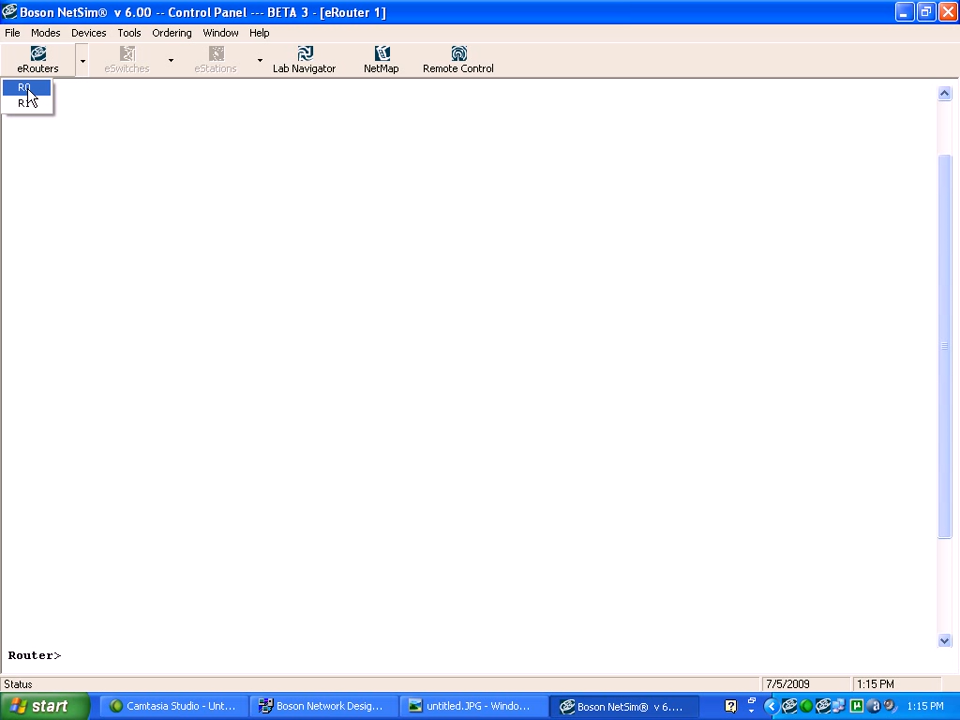 Boson NetSim® v 6.00 -- Control Panel --- BETA 3 - [eRouter 1]
File Modes Devices Tools Ordering Window Help
eRouters eSwitches eStations Lab Navigator NetMap Remote Control
R0
R1
Router>
Status 7/5/2009 1:15 PM
start Camtasia Studio - Unt... Boson Network Desig... untitled.JPG - Windo... Boson NetSim® v 6.... ? 1:15 PM